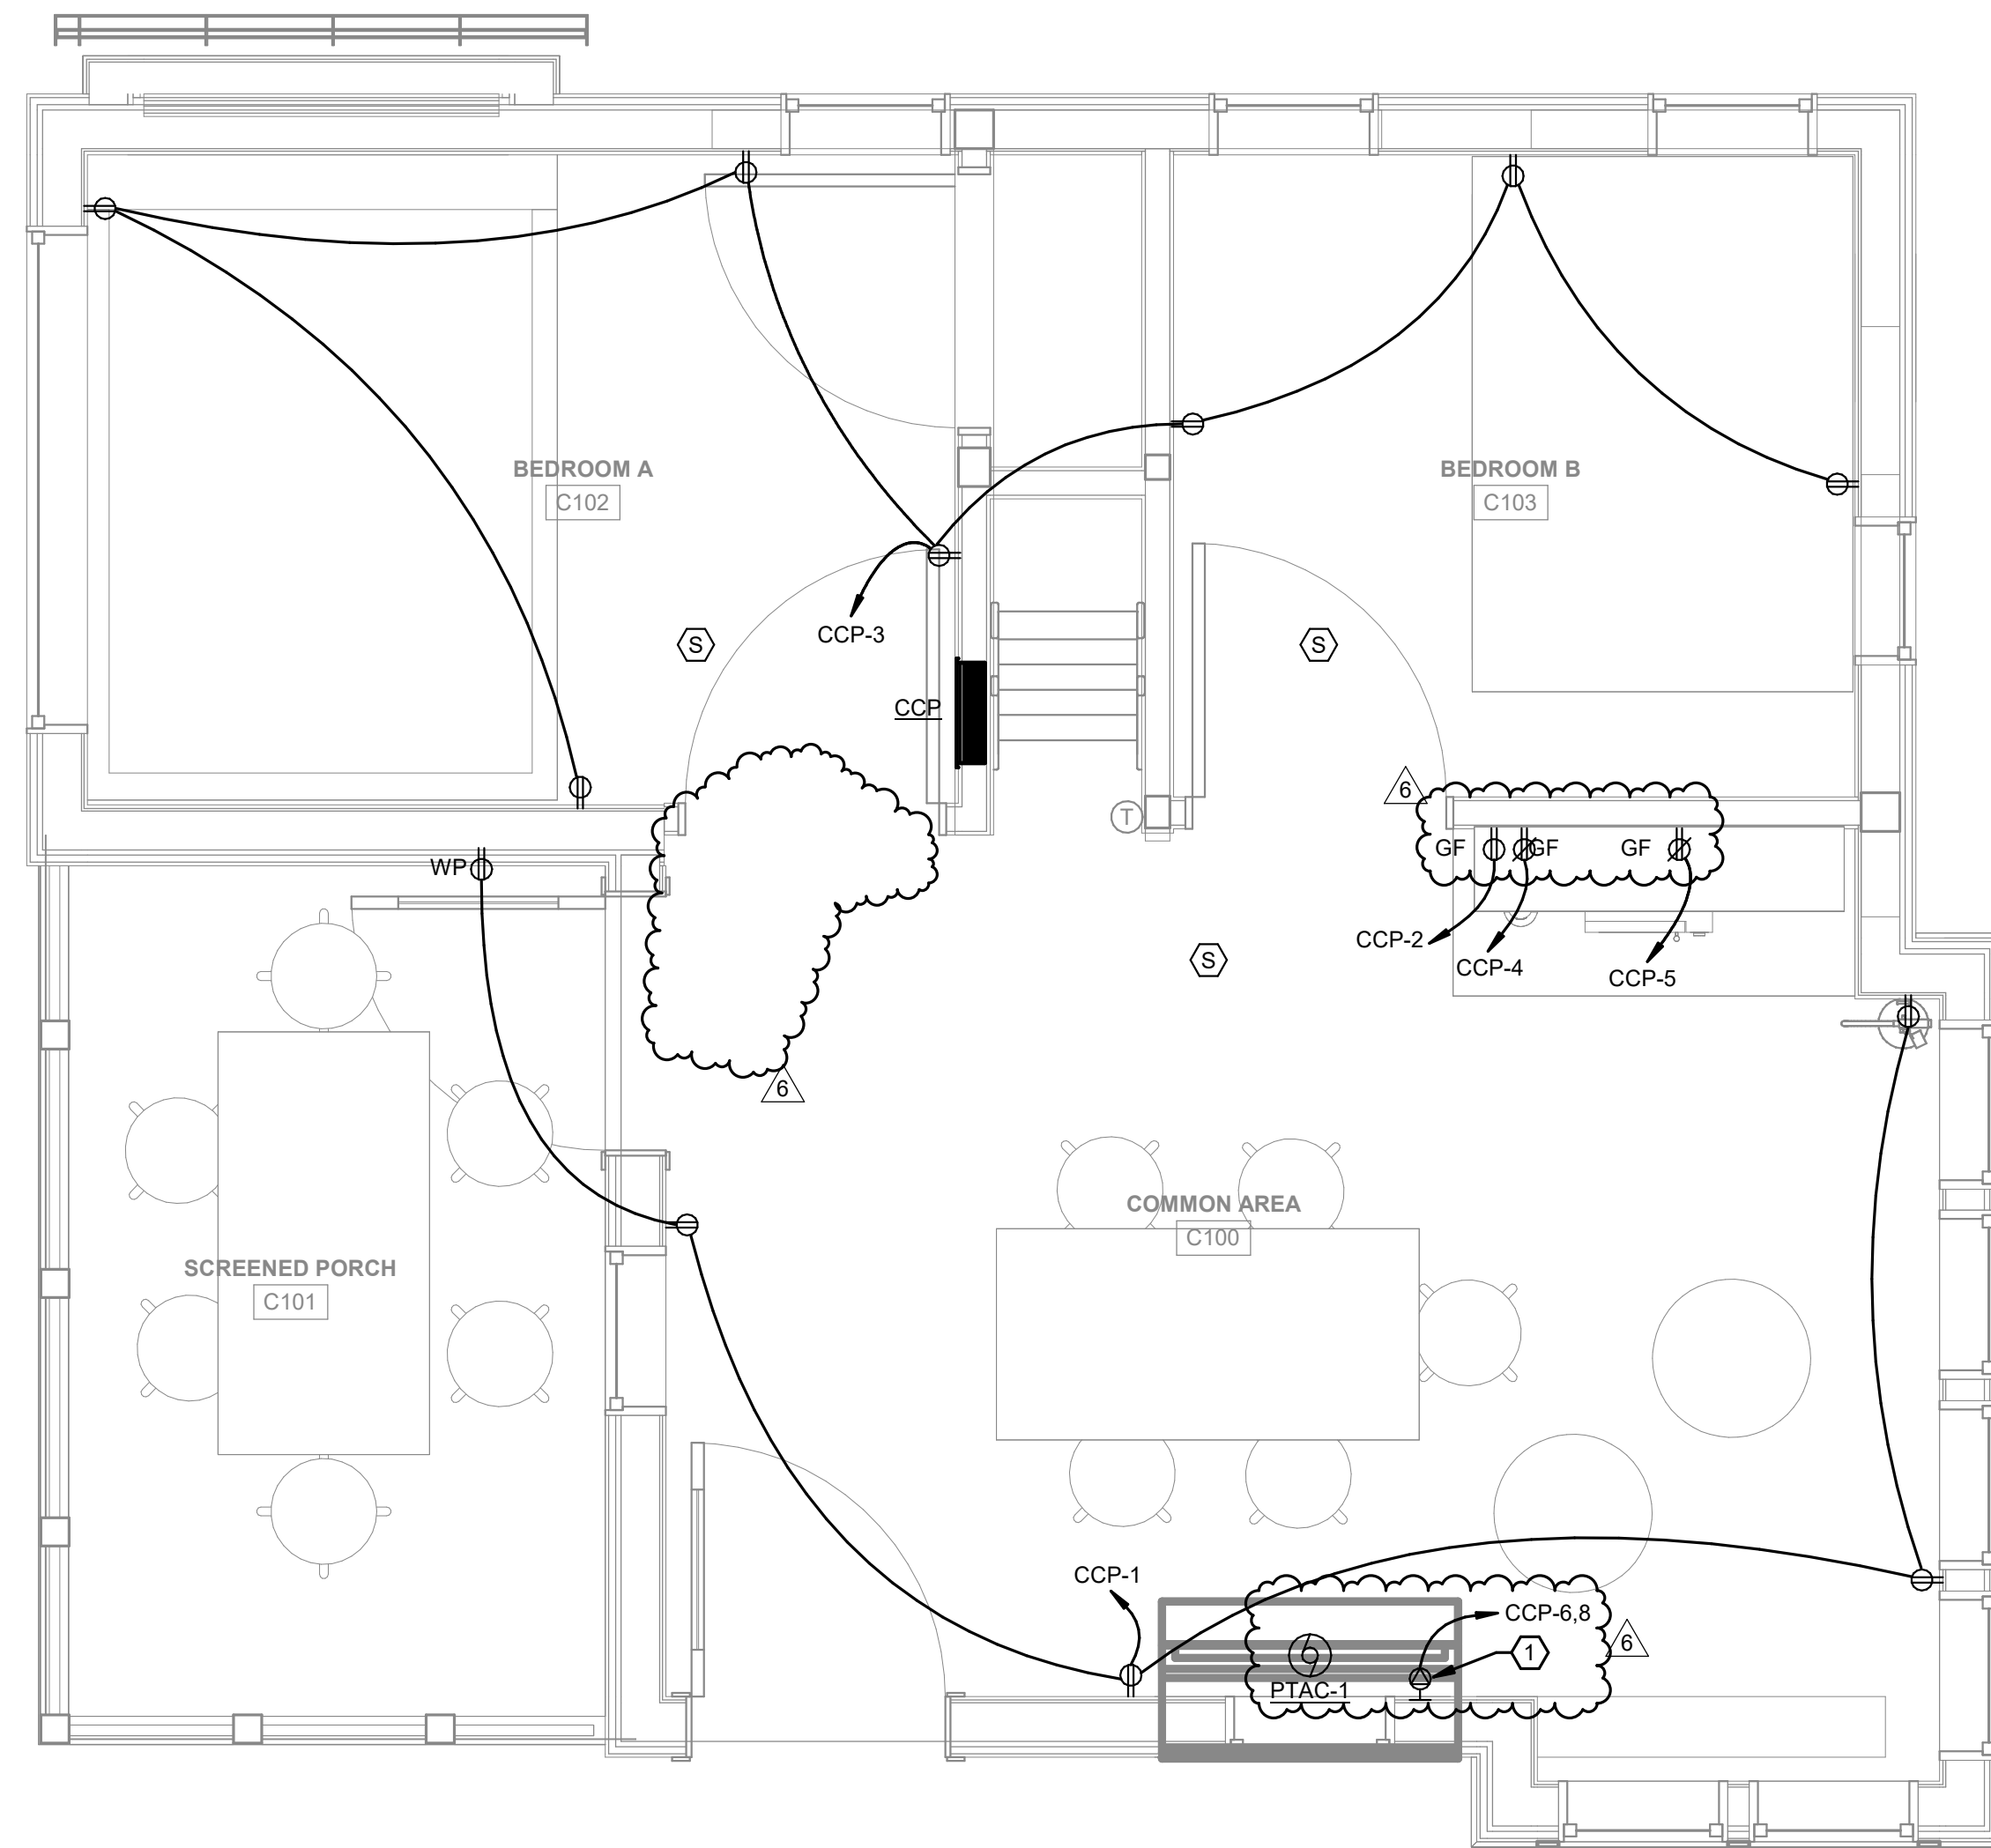 BEDROOM A
C102
BEDROOM B
C103
CCP-3
S
S
CCP
6
T
GF
GF
GF
WP
CCP-2
CCP-4
CCP-5
S
6
COMMON AREA
C100
SCREENED PORCH
C101
CCP-1
CCP-6,8
6
1
PTAC-1